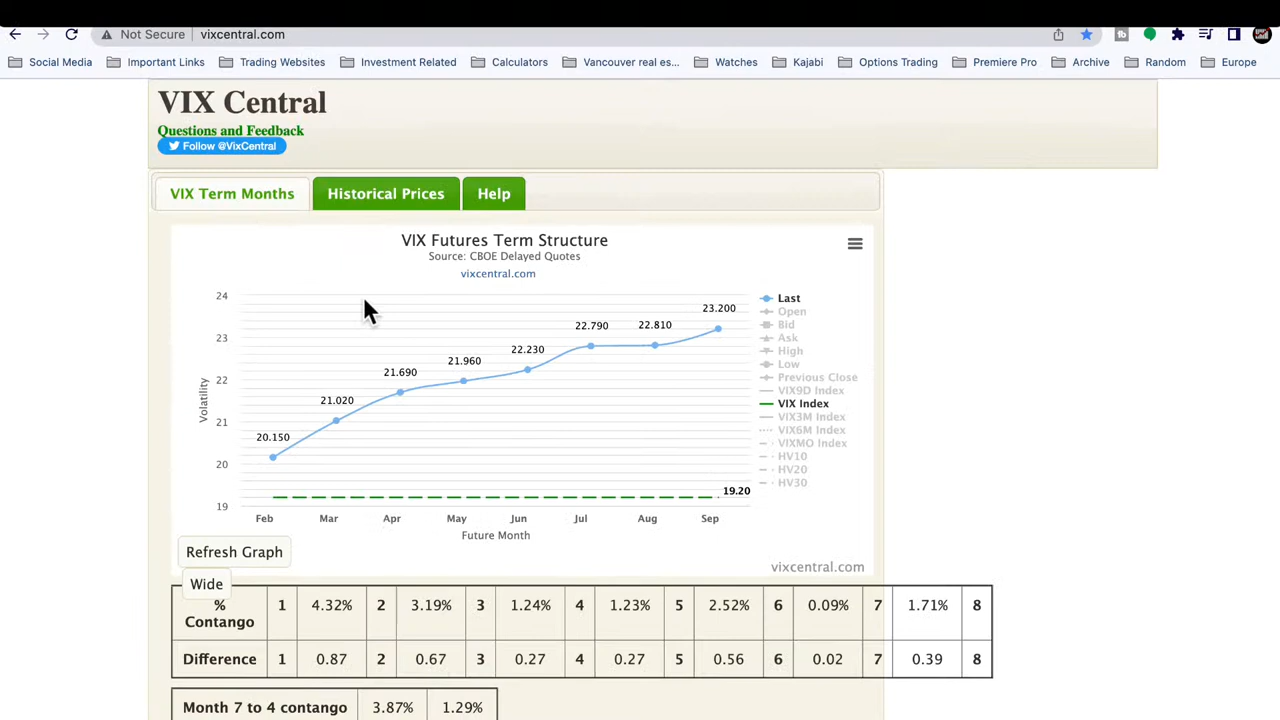 Not Secure vixcentral.com
Social Media Important Links Trading Websites Investment Related Calculators Vancouver real es... Watches Kajabi Options Trading Premiere Pro Archive Random Europe
VIX Central
Questions and Feedback
Follow @VixCentral
VIX Term Months Historical Prices Help
VIX Futures Term Structure
Source: CBOE Delayed Quotes
vixcentral.com
24
23
22
21
20
19
Volatility
20.150
21.020
21.690
21.960
22.230
22.790
22.810
23.200
19.20
Feb Mar Apr May Jun Jul Aug Sep
Future Month
Last
Open
Bid
Ask
High
Low
Previous Close
VIX9D Index
VIX Index
VIX3M Index
VIX6M Index
VIXMO Index
HV10
HV20
HV30
Refresh Graph
vixcentral.com
Wide
% Contango 1 4.32% 2 3.19% 3 1.24% 4 1.23% 5 2.52% 6 0.09% 7 1.71% 8
Difference 1 0.87 2 0.67 3 0.27 4 0.27 5 0.56 6 0.02 7 0.39 8
Month 7 to 4 contango 3.87% 1.29%